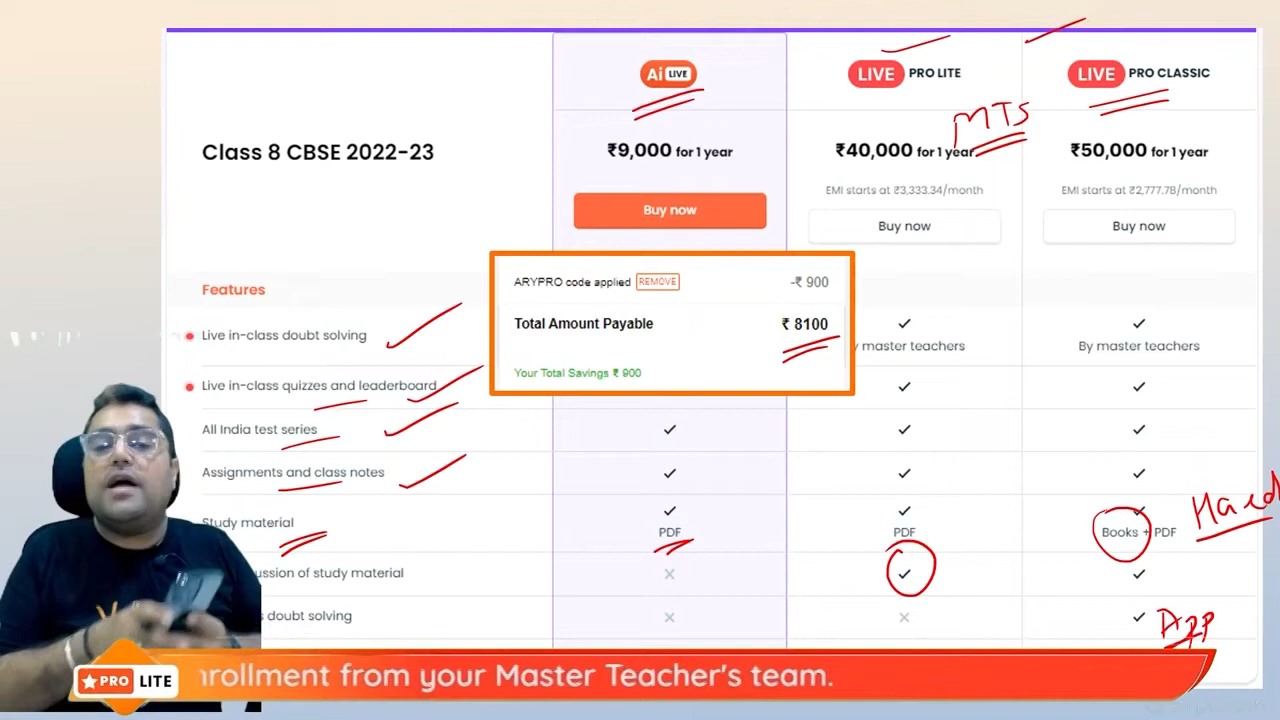 Ai LIVE
LIVE PRO LITE
LIVE PRO CLASSIC
MTS
Class 8 CBSE 2022-23
₹9,000 for 1 year
₹40,000 for 1 year
₹50,000 for 1 year
EMI starts at ₹3,333.34/month
EMI starts at ₹2,777.78/month
Buy now
Buy now
Buy now
Features
ARYPRO code applied REMOVE -₹ 900
Total Amount Payable ₹ 8100
Your Total Savings ₹ 900
Live in-class doubt solving
master teachers
By master teachers
Live in-class quizzes and leaderboard
All India test series
Assignments and class notes
Study material
PDF
PDF
Books + PDF
ussion of study material
doubt solving
App
PRO LITE
nrollment from your Master Teacher's team.